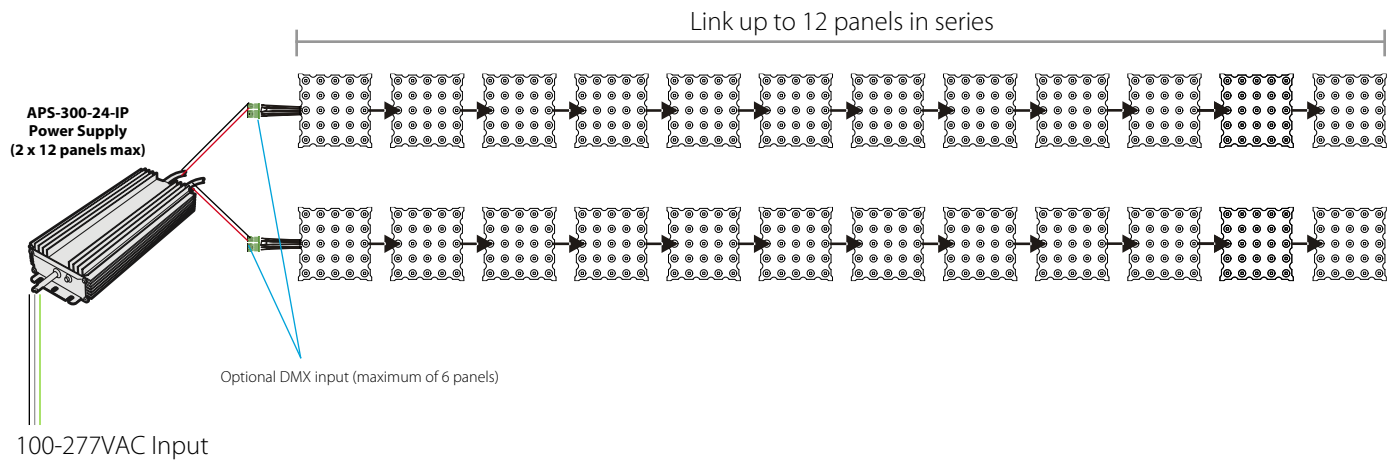 Link up to 12 panels in series
APS-300-24-IP
Power Supply
(2 x 12 panels max)
Optional DMX input (maximum of 6 panels)
100-277VAC Input